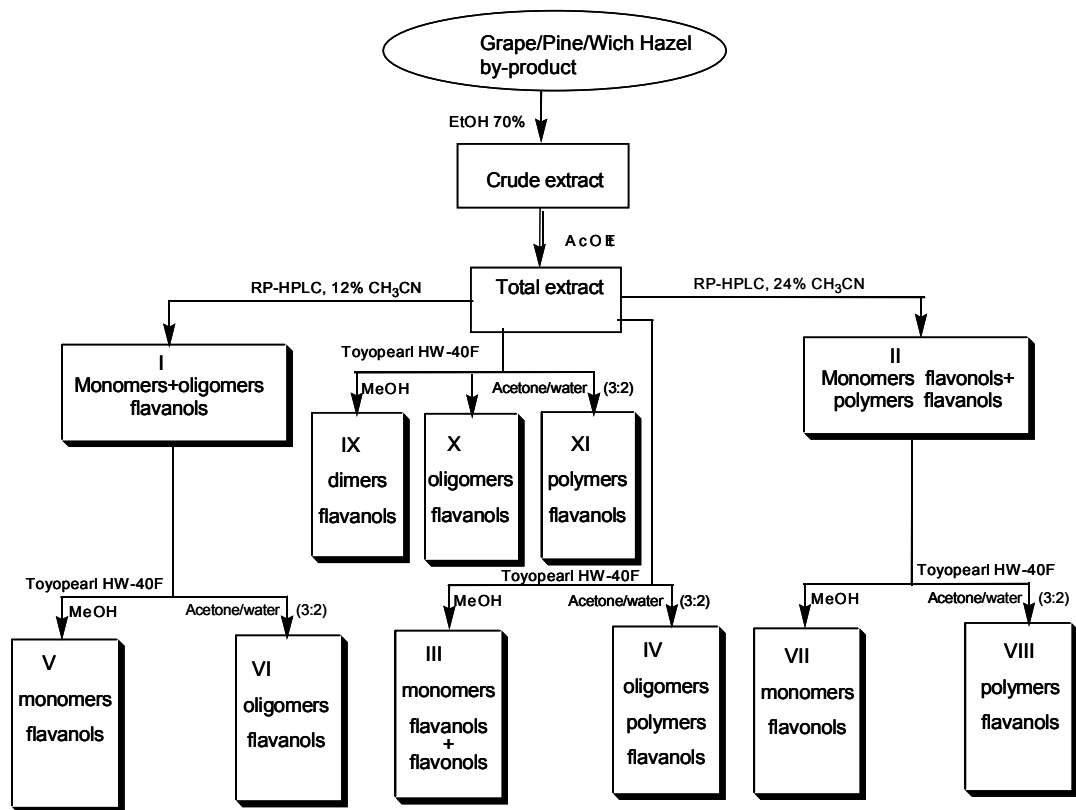 Grape/Pine/Wich Hazel
by-product
EtOH 70%
Crude extract
AcOEt
Total extract
RP-HPLC, 12% CH₃CN
RP-HPLC, 24% CH₃CN
I
Monomers+oligomers
flavanols
II
Monomers flavonols+
polymers flavanols
Toyopearl HW-40F
MeOH
Acetone/water (3:2)
IX
dimers
flavanols
X
oligomers
flavanols
XI
polymers
flavanols
Toyopearl HW-40F
MeOH
Acetone/water (3:2)
V
monomers
flavanols
VI
oligomers
flavanols
Toyopearl HW-40F
MeOH
Acetone/water (3:2)
III
monomers
flavanols
+
flavonols
IV
oligomers
polymers
flavanols
Toyopearl HW-40F
MeOH
Acetone/water (3:2)
VII
monomers
flavonols
VIII
polymers
flavanols